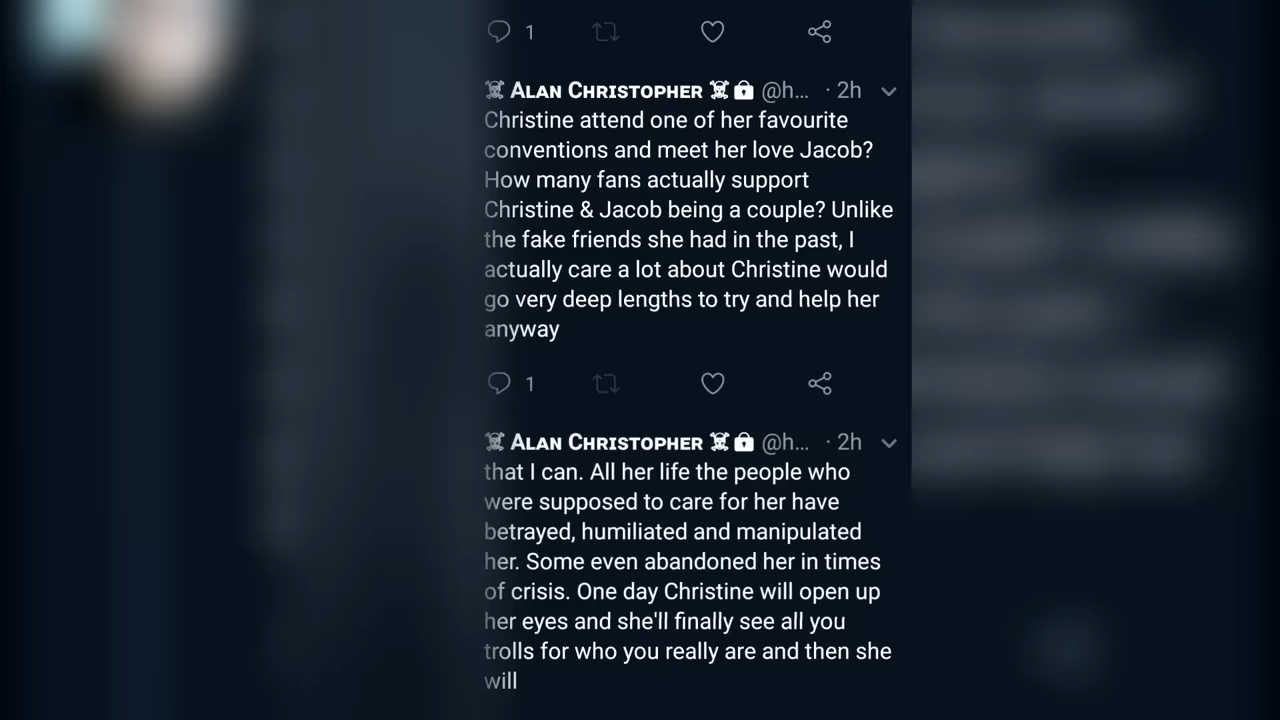 1
☠ ALAN CHRISTOPHER ☠🔒 @h... · 2h
Christine attend one of her favourite
conventions and meet her love Jacob?
How many fans actually support
Christine & Jacob being a couple? Unlike
the fake friends she had in the past, I
actually care a lot about Christine would
go very deep lengths to try and help her
anyway
1
☠ ALAN CHRISTOPHER ☠🔒 @h... · 2h
that I can. All her life the people who
were supposed to care for her have
betrayed, humiliated and manipulated
her. Some even abandoned her in times
of crisis. One day Christine will open up
her eyes and she'll finally see all you
trolls for who you really are and then she
will